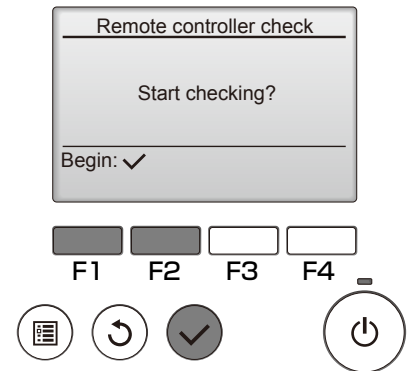 Remote controller check
Start checking?
Begin: ✓
F1 F2 F3 F4